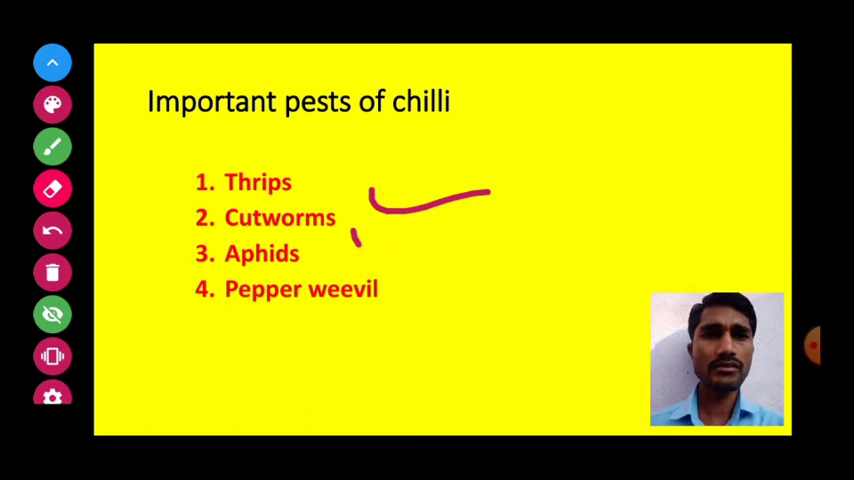 Important pests of chilli
1. Thrips
2. Cutworms
3. Aphids
4. Pepper weevil